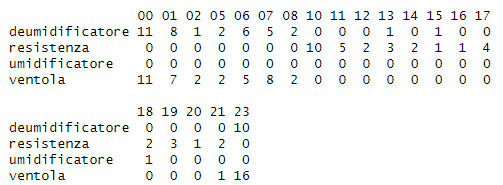 00 01 02 05 06 07 08 10 11 12 13 14 15 16 17
deumidificatore 11 8 1 2 6 5 2 0 0 0 1 0 1 0 0
resistenza 0 0 0 0 0 0 0 10 5 2 3 2 1 1 4
umidificatore 0 0 0 0 0 0 0 0 0 0 0 0 0 0 0
ventola 11 7 2 2 5 8 2 0 0 0 0 0 0 0 0
18 19 20 21 23
deumidificatore 0 0 0 0 10
resistenza 2 3 1 2 0
umidificatore 1 0 0 0 0
ventola 0 0 0 1 16